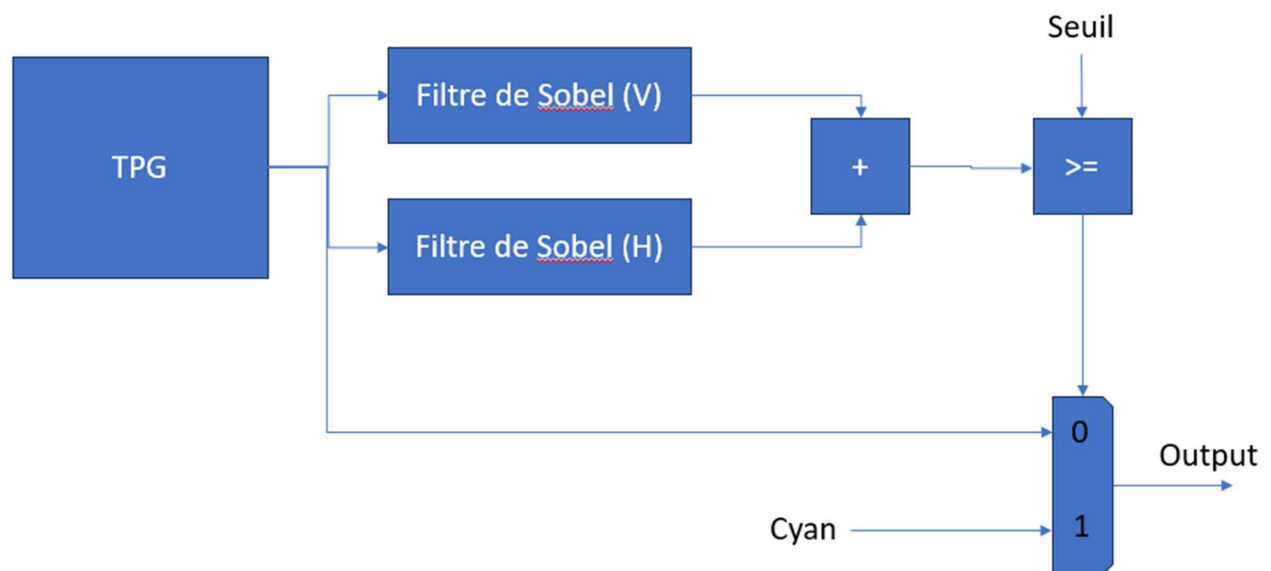 Seuil
Filtre de Sobel (V)
TPG
+
>=
Filtre de Sobel (H)
0
Output
1
Cyan